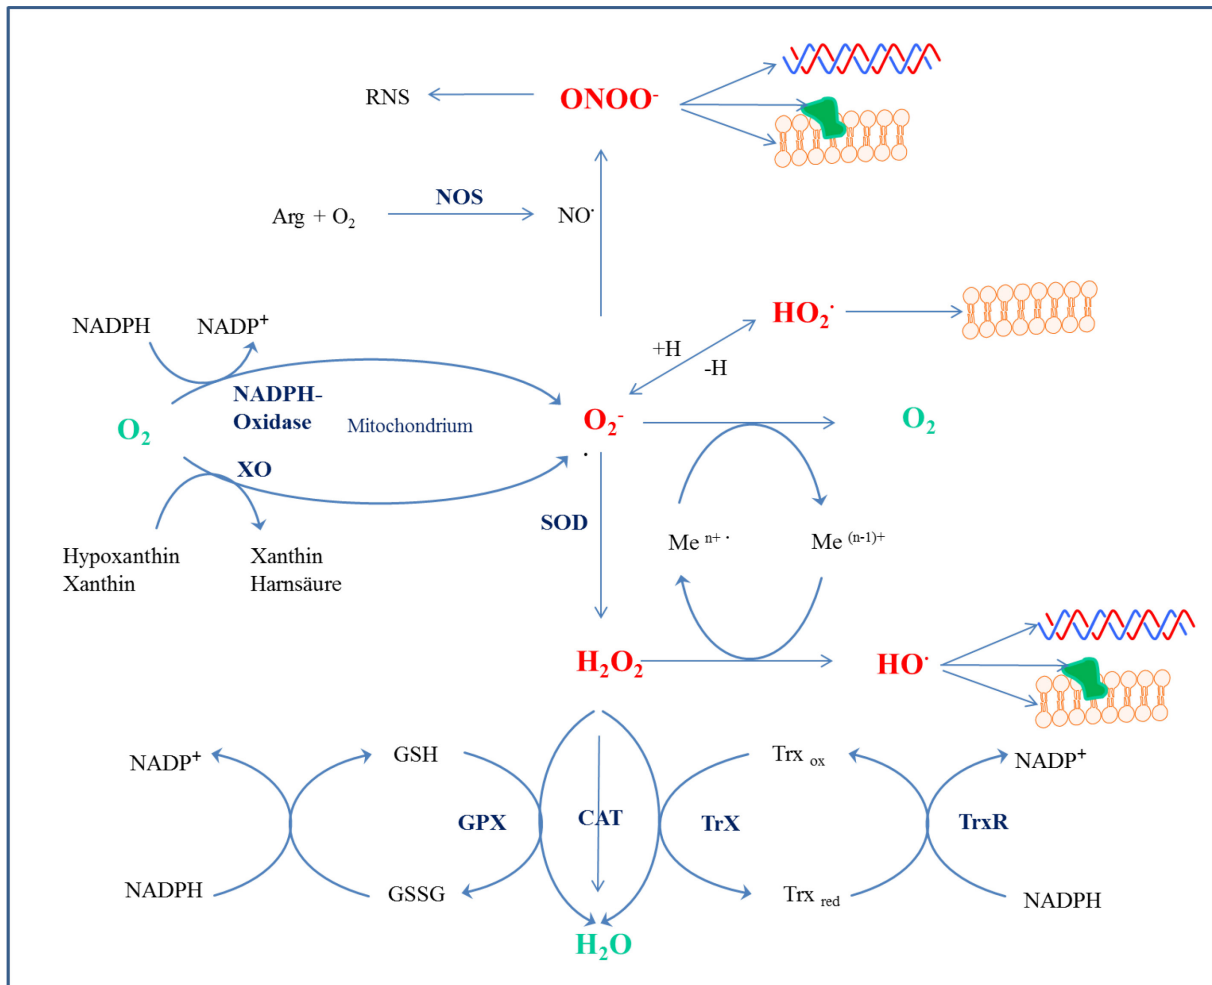 RNS
ONOO⁻
NOS
Arg + O₂
NO˙
NADPH
NADP⁺
HO₂˙
+H
-H
NADPH-
Oxidase
Mitochondrium
O₂
O₂⁻
.
O₂
XO
SOD
Hypoxanthin
Xanthin
Xanthin
Harnsäure
Me ⁿ⁺ ˙
Me ⁽ⁿ⁻¹⁾⁺
H₂O₂
HO˙
NADP⁺
GSH
Trx ox
NADP⁺
GPX
CAT
TrX
TrxR
NADPH
GSSG
Trx red
NADPH
H₂O